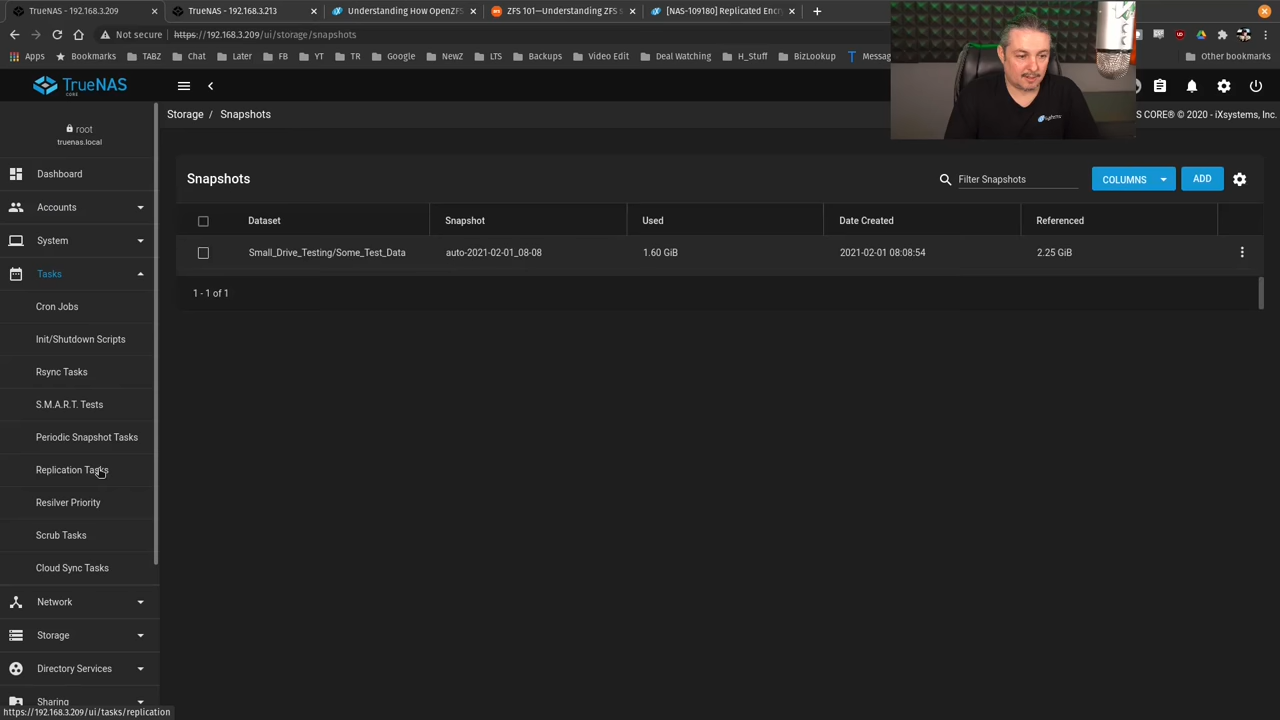 TrueNAS - 192.168.3.209
TrueNAS - 192.168.3.213
Understanding How OpenZFS
ZFS 101—Understanding ZFS s
[NAS-109180] Replicated Enc
Not secure
https://192.168.3.209/ui/storage/snapshots
Apps
Bookmarks
TABZ
Chat
Later
FB
YT
Google
NewZ
LTS
Backups
Video Edit
Deal Watching
H_Stuff
BizLookup
Messag
Other bookmarks
TrueNAS
CORE
Storage / Snapshots
S CORE® © 2020 - iXsystems, Inc.
root
truenas.local
Dashboard
Accounts
System
Tasks
Cron Jobs
Init/Shutdown Scripts
Rsync Tasks
S.M.A.R.T. Tests
Periodic Snapshot Tasks
Replication Tasks
Resilver Priority
Scrub Tasks
Cloud Sync Tasks
Network
Storage
Directory Services
Sharing
Snapshots
Filter Snapshots
COLUMNS
ADD
Dataset Snapshot Used Date Created Referenced
Small_Drive_Testing/Some_Test_Data auto-2021-02-01_08-08 1.60 GiB 2021-02-01 08:08:54 2.25 GiB
1 - 1 of 1
https://192.168.3.209/ui/tasks/replication